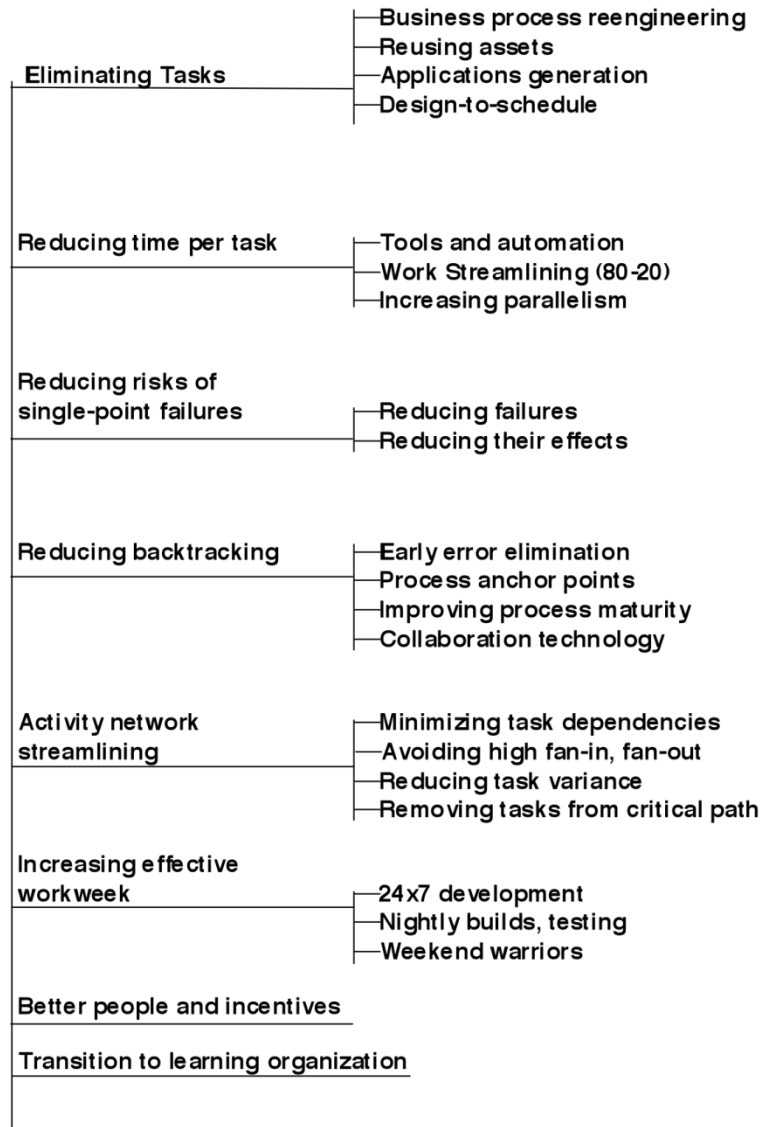 Business process reengineering
Reusing assets
Eliminating Tasks
Applications generation
Design-to-schedule
Reducing time per task
Tools and automation
Work Streamlining (80-20)
Increasing parallelism
Reducing risks of
single-point failures
Reducing failures
Reducing their effects
Reducing backtracking
Early error elimination
Process anchor points
Improving process maturity
Collaboration technology
Activity network
streamlining
Minimizing task dependencies
Avoiding high fan-in, fan-out
Reducing task variance
Removing tasks from critical path
Increasing effective
workweek
24x7 development
Nightly builds, testing
Weekend warriors
Better people and incentives
Transition to learning organization